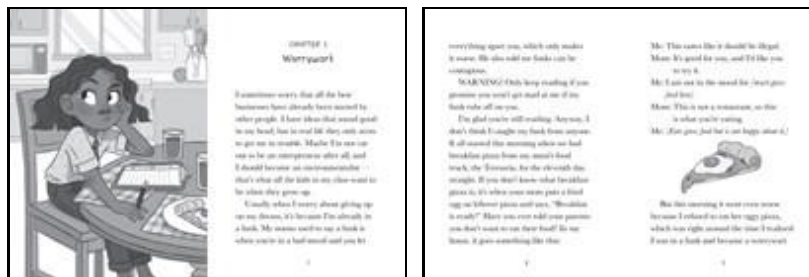 CHAPTER 1
Worrywart
I sometimes worry that all the best
businesses have already been started by
other people. I have ideas that sound good
in my head, but in real life they only seem
to get me in trouble. Maybe I'm not cut
out to be an entrepreneur after all, and
I should become an environmentalist—
that's what all the kids in my class want to
be when they grow up.
Usually when I worry about giving up
on my dreams, it's because I'm already in
a funk. My mama used to say a funk is
when you're in a bad mood and you let
everything upset you, which only makes
it worse. She also told me funks can be
contagious.
WARNING! Only keep reading if you
promise you won't get mad at me if my
funk rubs off on you.
I'm glad you're still reading. Anyway, I
don't think I caught my funk from anyone.
It all started this morning when we had
breakfast pizza from my mom's food
truck, the
for the eleventh day
straight. If you don't know what breakfast
pizza is, it's when your mom puts a fried
egg on leftover pizza and says, "Breakfast
is ready!" Have you ever told your parents
you don't want to eat their food? In my
house, it goes something like this:
Me: This tastes like it should be illegal.
Mom: It's good for you, and I'd like you
to try it.
Me: I am not in the mood for
Mom: This is not a restaurant, so this
is what you're eating.
Me: (Eats gross food but is not happy about it.)
But this morning it went even worse
because I refused to eat her eggy pizza,
which was right around the time I realized
I was in a funk and became a worrywart